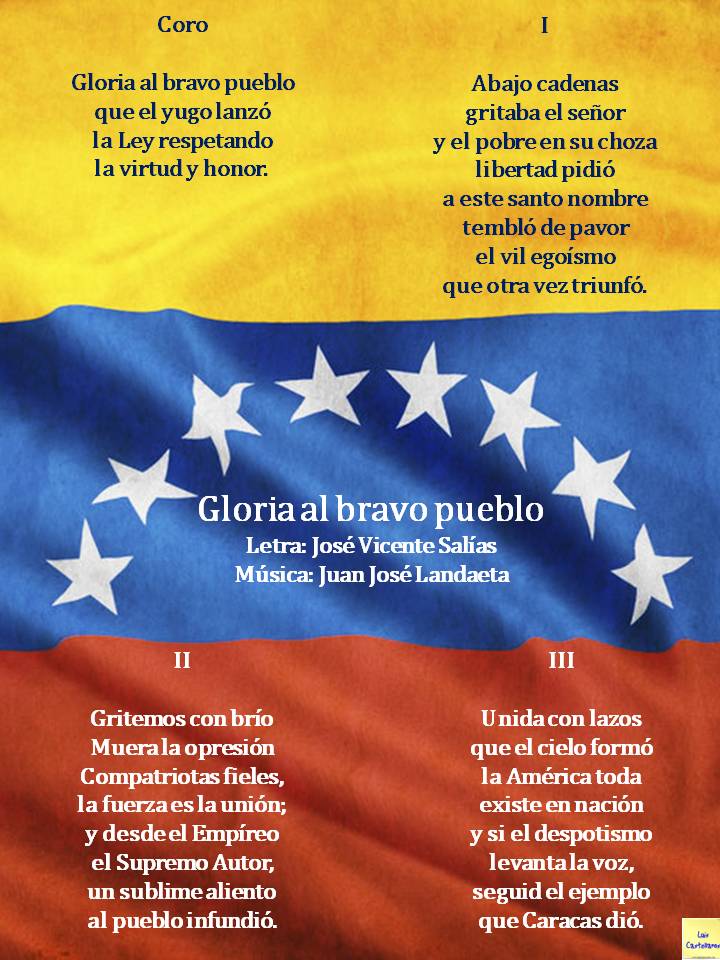 Coro
Gloria al bravo pueblo
que el yugo lanzó
la Ley respetando
la virtud y honor.
I
Abajo cadenas
gritaba el señor
y el pobre en su choza
libertad pidió
a este santo nombre
tembló de pavor
el vil egoísmo
que otra vez triunfó.
Gloria al bravo pueblo
Letra: José Vicente Salías
Música: Juan José Landaeta
II
Gritemos con brío
Muera la opresión
Compatriotas fieles,
la fuerza es la unión;
y desde el Empíreo
el Supremo Autor,
un sublime aliento
al pueblo infundió.
III
Unida con lazos
que el cielo formó
la América toda
existe en nación
y si el despotismo
levanta la voz,
seguid el ejemplo
que Caracas dió.
Luis
Castellanos